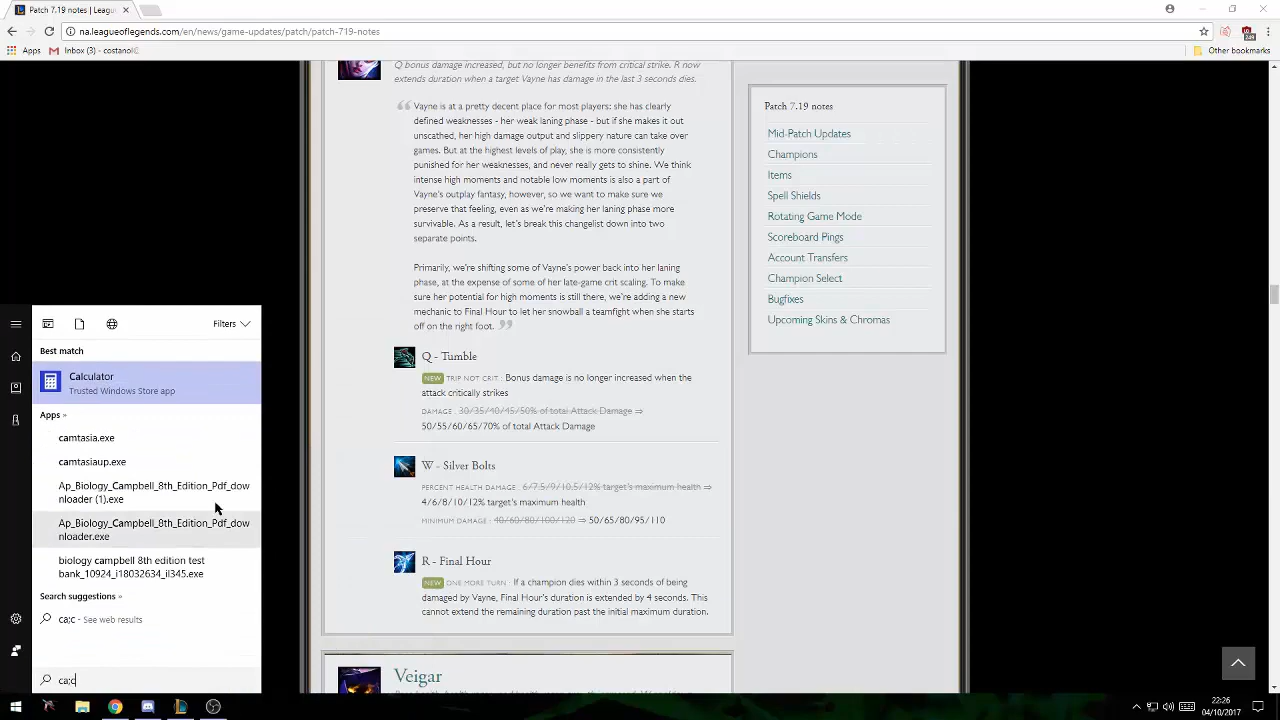 Patch 7.19 notes | Leagu
na.leagueoflegends.com/en/news/game-updates/patch/patch-719-notes
Apps
Inbox (3) - costanol
Other bookmarks
Q bonus damage increased, but no longer benefits from critical strike. R now
extends duration when a target Vayne has damaged in the last 3 seconds dies.
Vayne is at a pretty decent place for most players: she has clearly
defined weaknesses - her weak laning phase - but if she makes it out
unscathed, her high damage output and slippery nature can take over
games. But at the highest levels of play, she is more consistently
punished for her weaknesses, and never really gets to shine. We think
intense high moments and notable low moments is also a part of
Vayne's outplay fantasy, however, so we want to make sure we
preserve that feeling, even as we're making her laning phase more
survivable. As a result, let's break this changelist down into two
separate points.
Primarily, we're shifting some of Vayne's power back into her laning
phase, at the expense of some of her late-game crit scaling. To make
sure her potential for high moments is still there, we're adding a new
mechanic to Final Hour to let her snowball a teamfight when she starts
off on the right foot.
Q - Tumble
NEW TRIP NOT CRIT : Bonus damage is no longer increased when the
attack critically strikes
DAMAGE : 30/35/40/45/50% of total Attack Damage ⇒
50/55/60/65/70% of total Attack Damage
W - Silver Bolts
PERCENT HEALTH DAMAGE : 6/7.5/9/10.5/12% target's maximum health ⇒
4/6/8/10/12% target's maximum health
MINIMUM DAMAGE : 40/60/80/100/120 ⇒ 50/65/80/95/110
R - Final Hour
NEW ONE MORE TURN : If a champion dies within 3 seconds of being
damaged by Vayne, Final Hour's duration is extended by 4 seconds. This
cannot extend the remaining duration past the initial maximum duration.
Veigar
Patch 7.19 notes
Mid-Patch Updates
Champions
Items
Spell Shields
Rotating Game Mode
Scoreboard Pings
Account Transfers
Champion Select
Bugfixes
Upcoming Skins & Chromas
Filters
Best match
Calculator
Trusted Windows Store app
Apps »
camtasia.exe
camtasiaup.exe
Ap_Biology_Campbell_8th_Edition_Pdf_dow
nloader (1).exe
Ap_Biology_Campbell_8th_Edition_Pdf_dow
nloader.exe
biology campbell 8th edition test
bank_10924_i18032634_il345.exe
Search suggestions »
ca;c - See web results
ca;c
22:26
04/10/2017